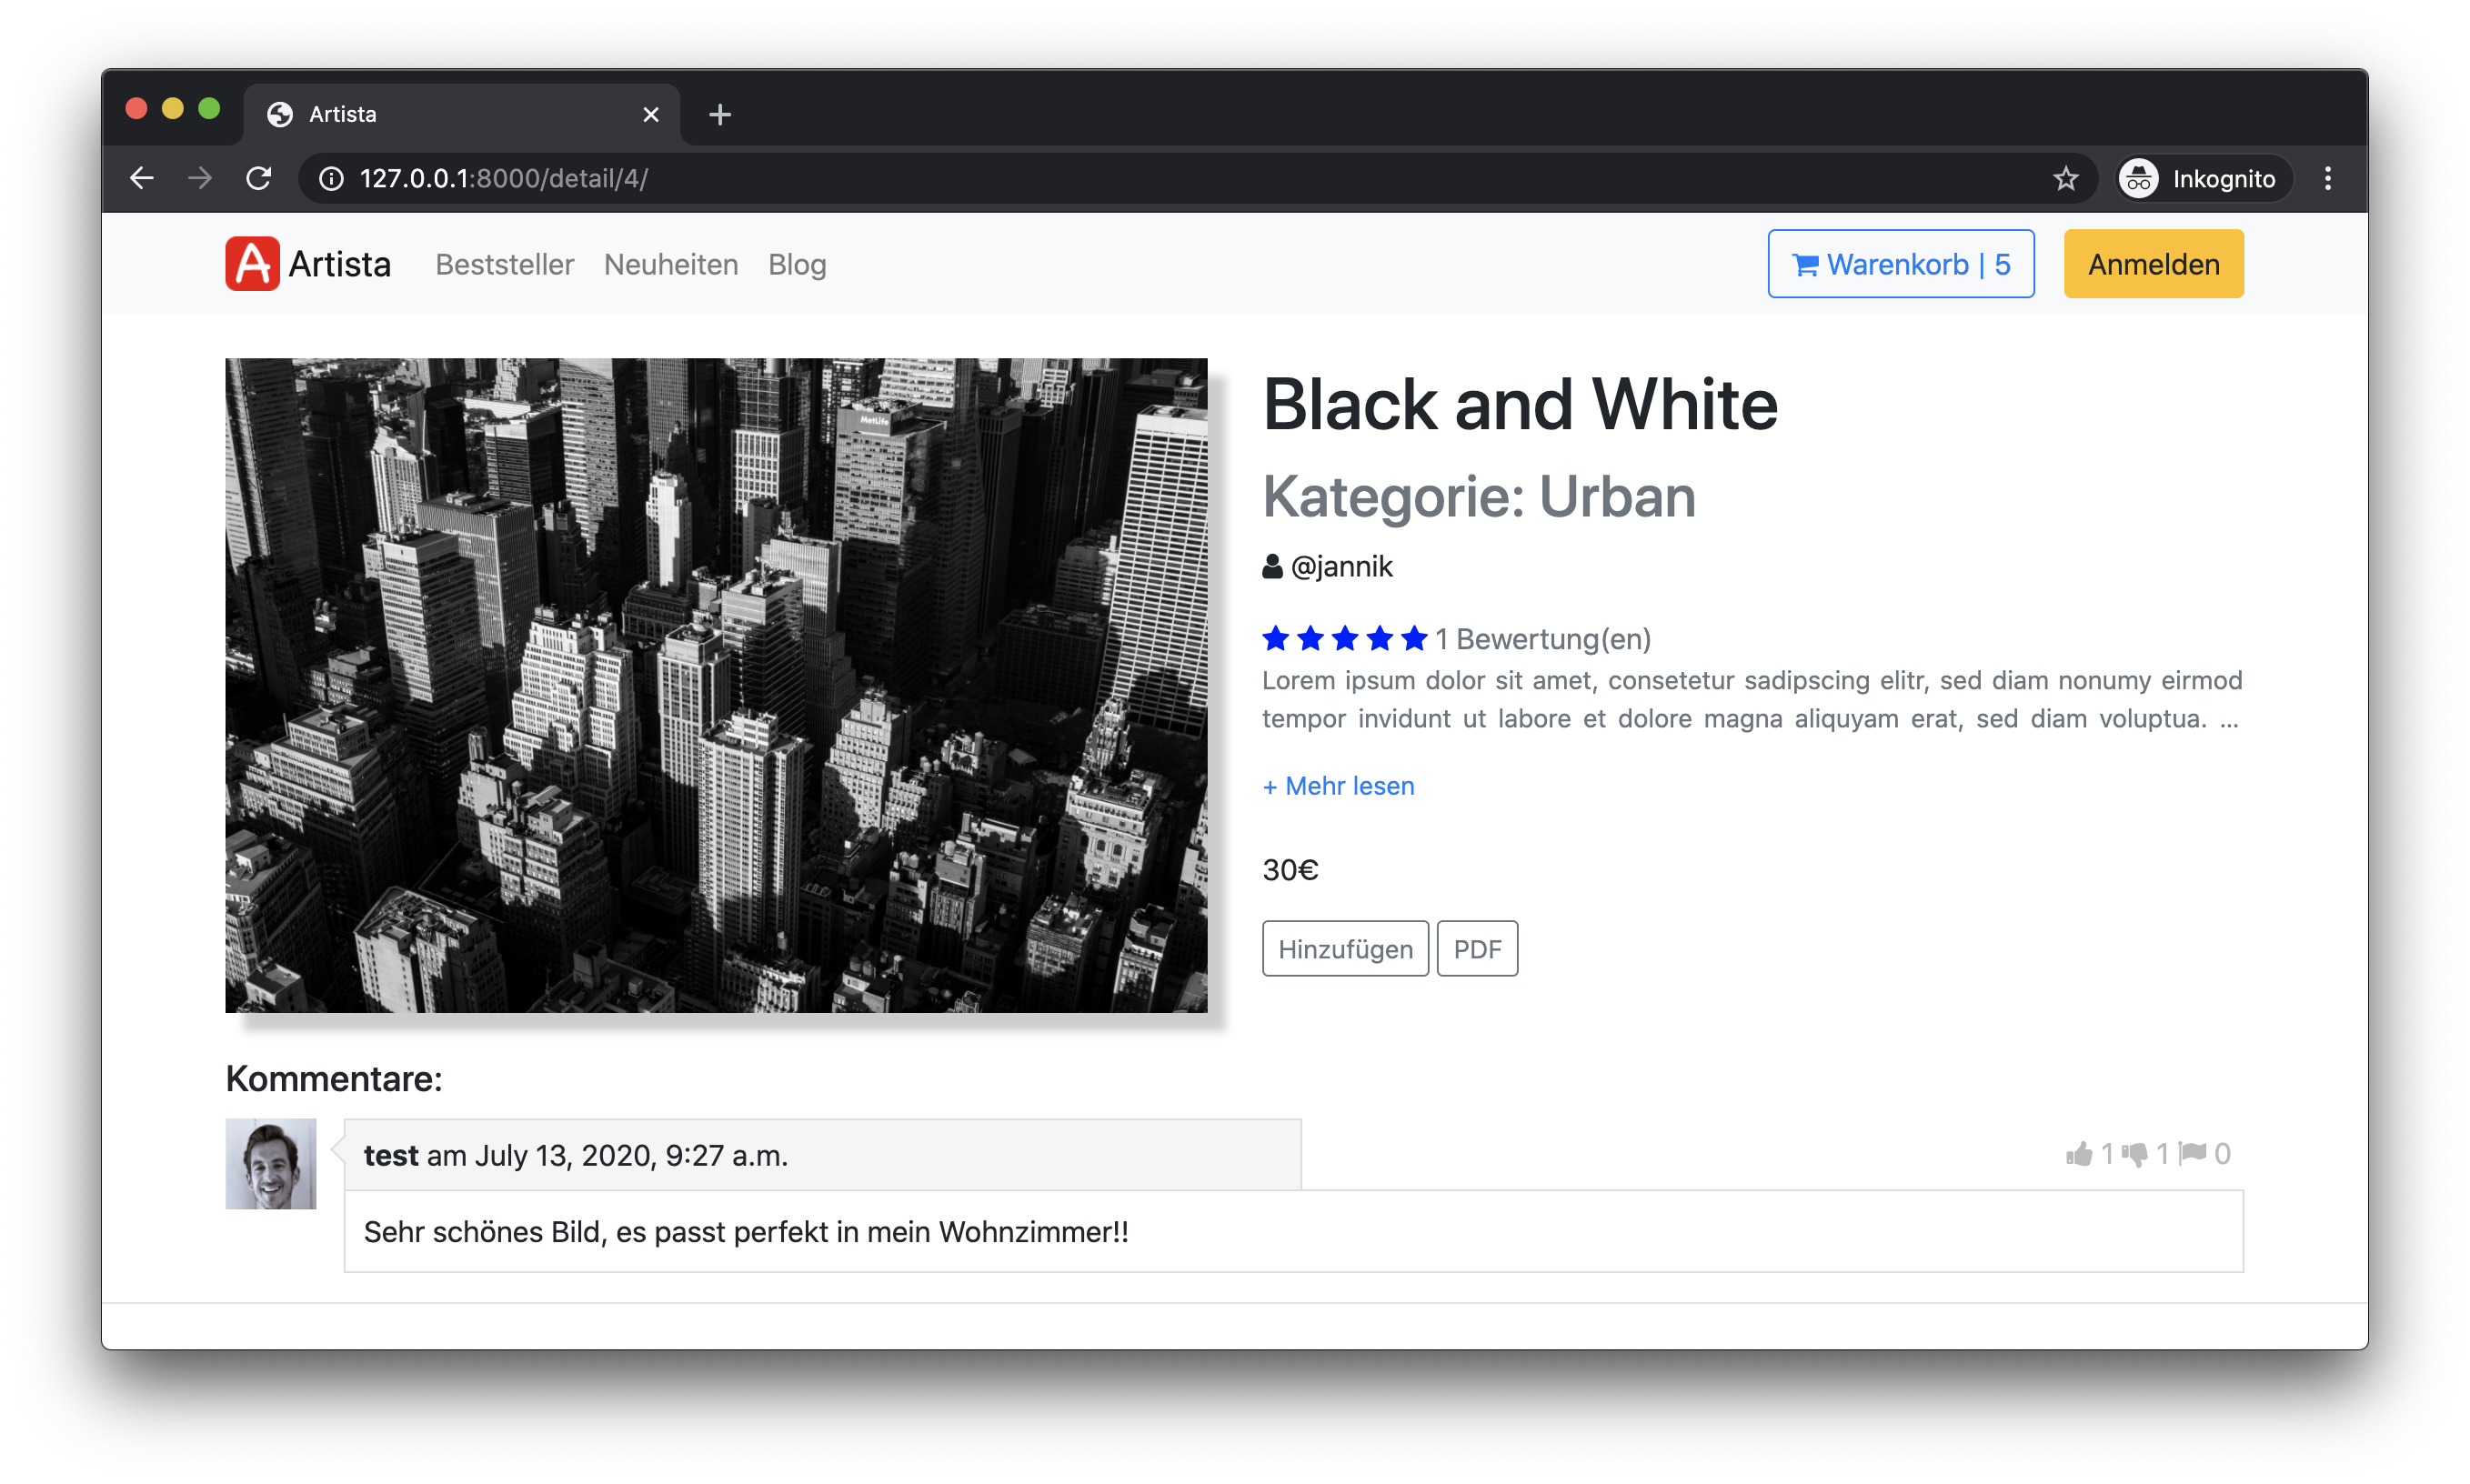 Artista
127.0.0.1:8000/detail/4/
Inkognito
A Artista Beststeller Neuheiten Blog Warenkorb | 5 Anmelden
MetLife
Black and White
Kategorie: Urban
@jannik
1 Bewertung(en)
Lorem ipsum dolor sit amet, consetetur sadipscing elitr, sed diam nonumy eirmod
tempor invidunt ut labore et dolore magna aliquyam erat, sed diam voluptua. ...
+ Mehr lesen
30€
Hinzufügen PDF
Kommentare:
test am July 13, 2020, 9:27 a.m. 1 1 0
Sehr schönes Bild, es passt perfekt in mein Wohnzimmer!!